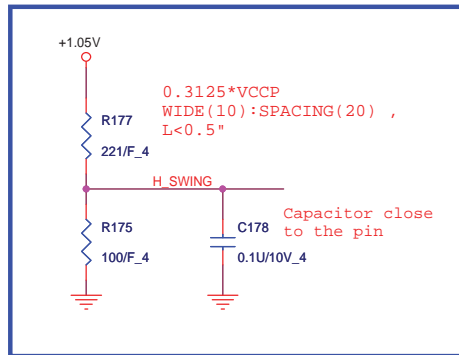 +1.05V
0.3125*VCCP
WIDE(10):SPACING(20) ,
L<0.5"
R177
221/F_4
H_SWING
R175
100/F_4
C178
0.1U/10V_4
Capacitor close
to the pin